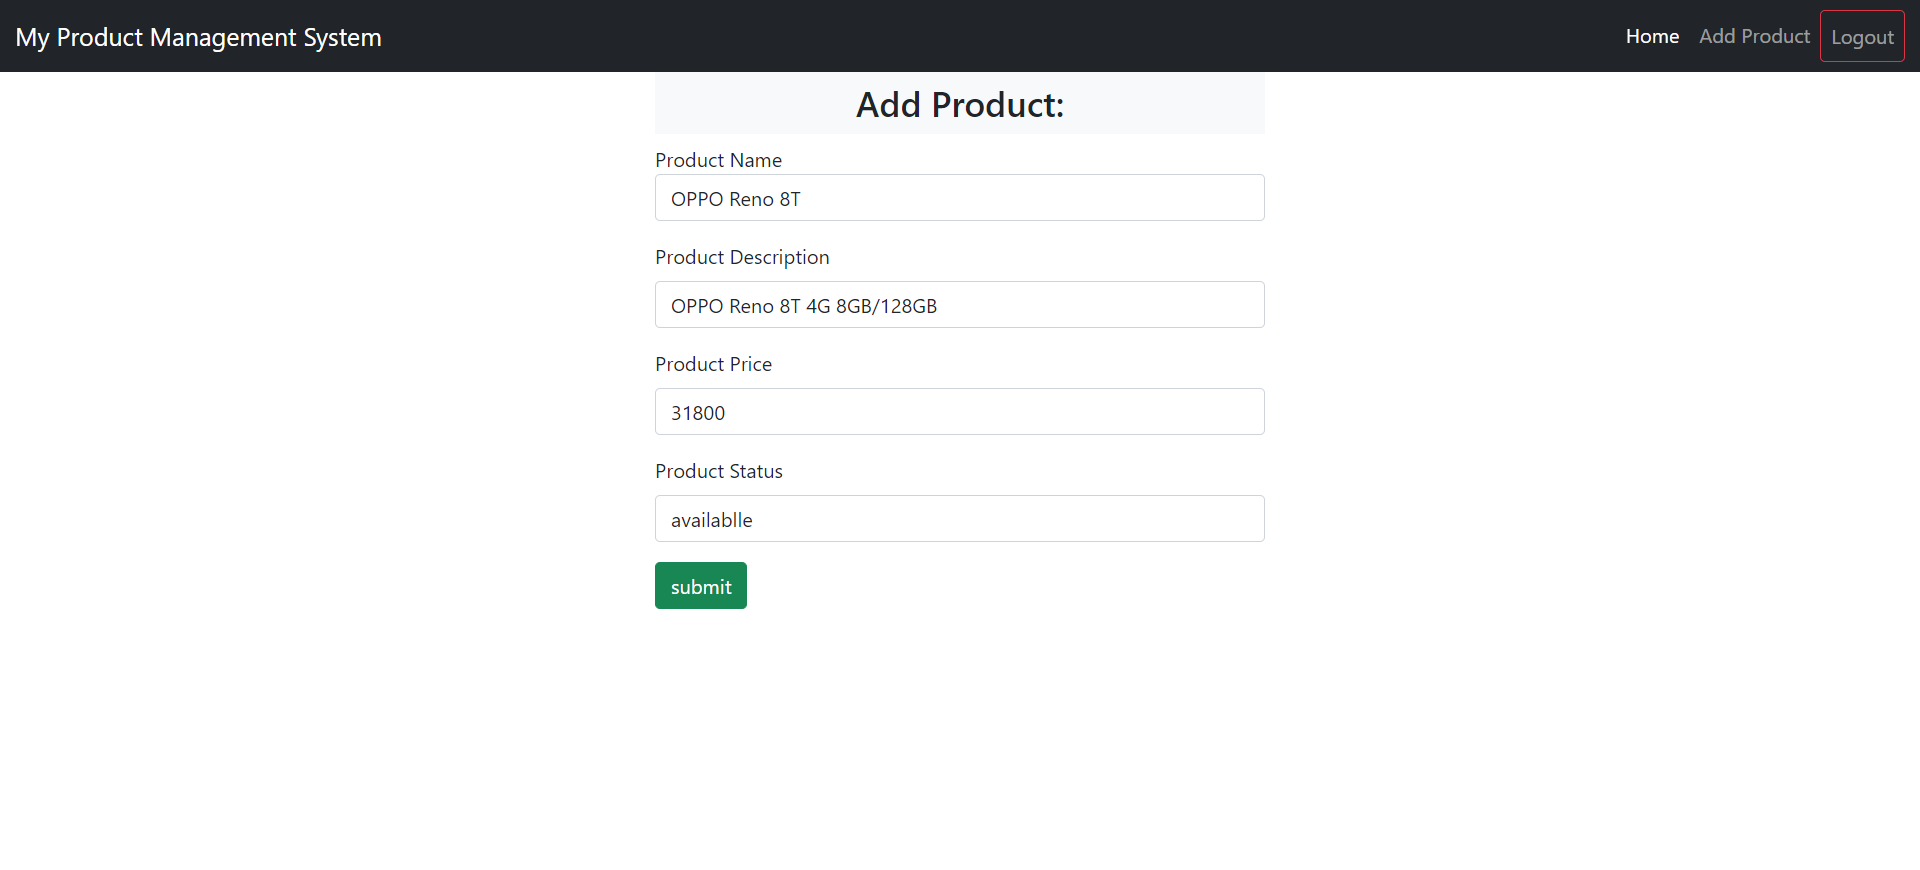 My Product Management System
Home
Add Product
Logout
Add Product:
Product Name
OPPO Reno 8T
Product Description
OPPO Reno 8T 4G 8GB/128GB
Product Price
31800
Product Status
availablle
submit